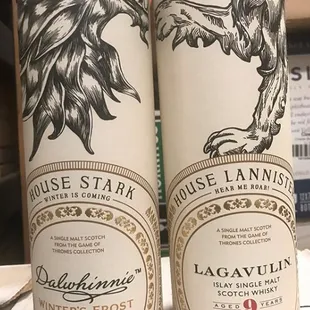 HOUSE STARK
WINTER IS COMING
A SINGLE MALT SCOTCH
FROM THE GAME OF
THRONES COLLECTION
Dalwhinnie™
WINTER'S FROST
HOUSE LANNISTER
HEAR ME ROAR!
A SINGLE MALT SCOTCH
FROM THE GAME OF
THRONES COLLECTION
LAGAVULIN
ISLAY SINGLE MALT
SCOTCH WHISKY
AGED 9 YEARS